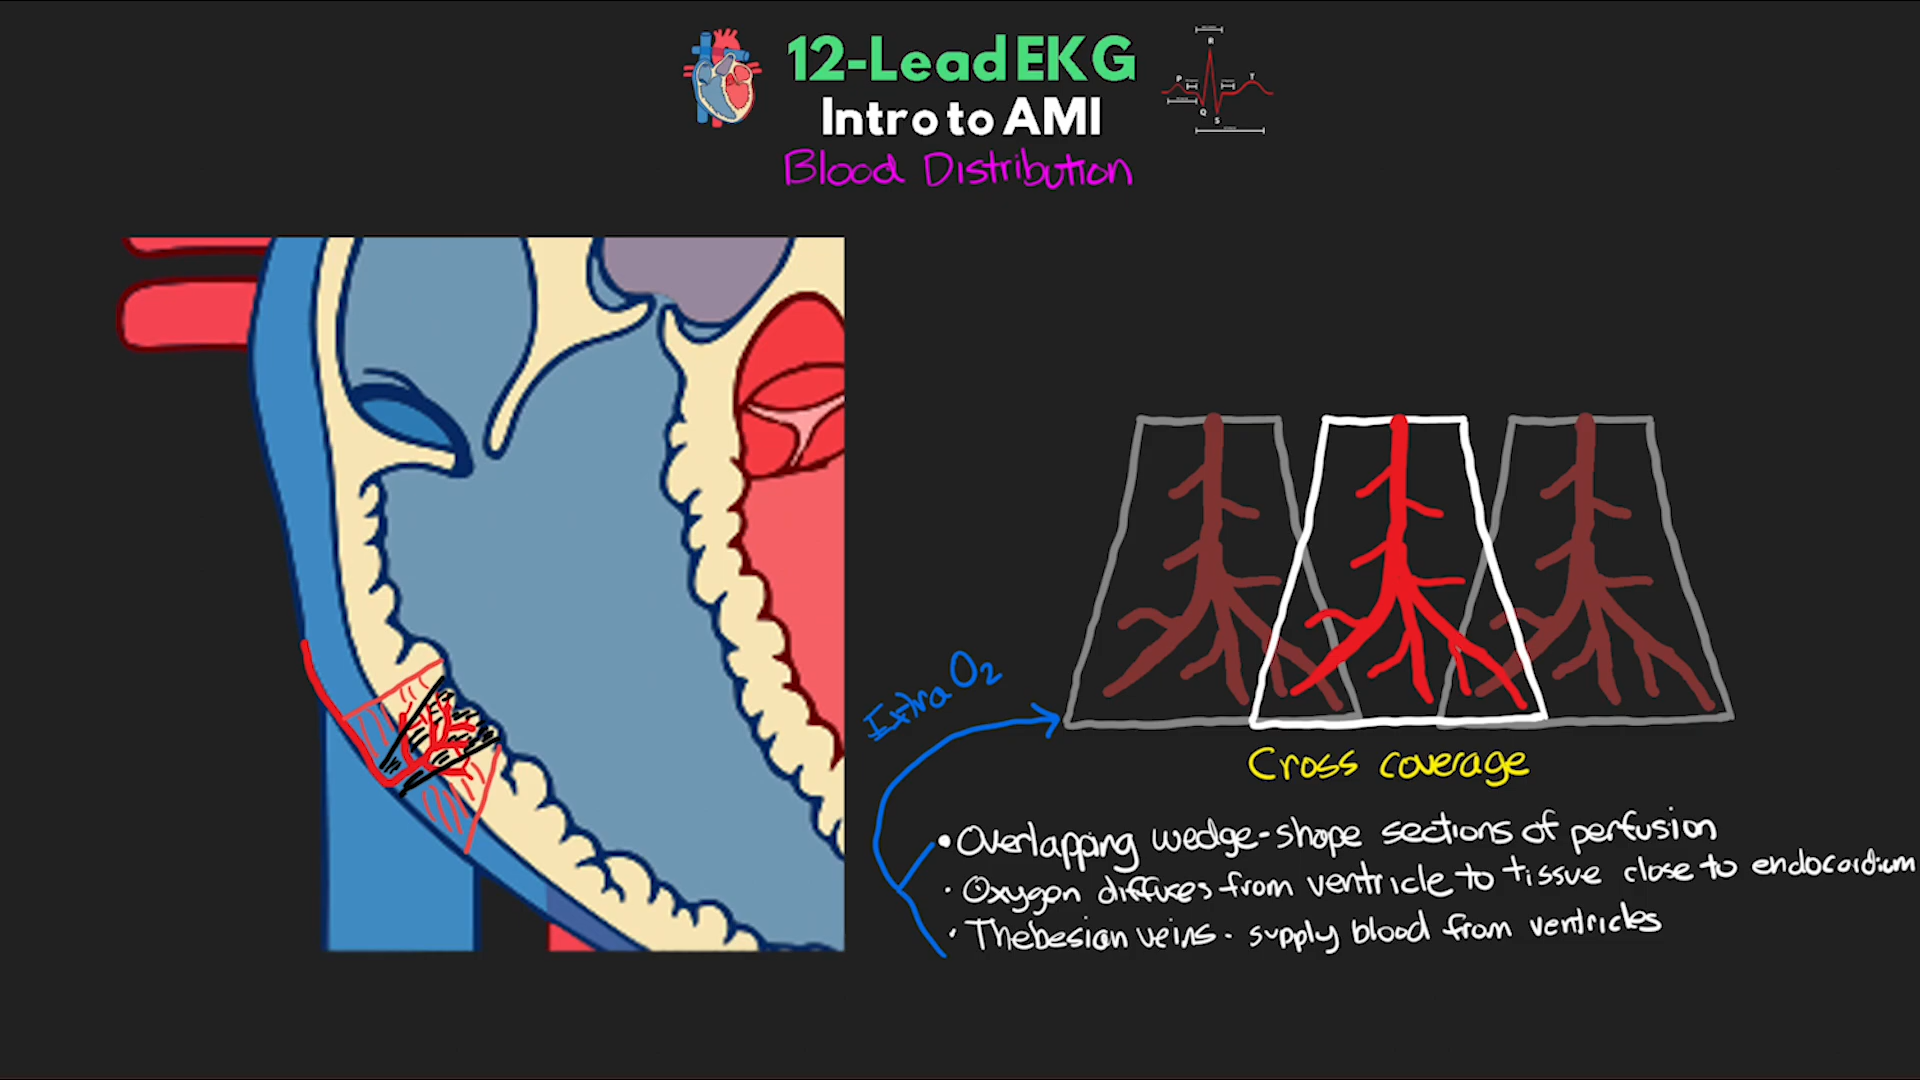 12-Lead EKG
Intro to AMI
Blood Distribution
R
P
T
Q
S
Extra O₂
Cross coverage
• Overlapping wedge-shape sections of perfusion
· Oxygen diffuses from ventricle to tissue close to endocardium
· Thebesian veins - supply blood from ventricles